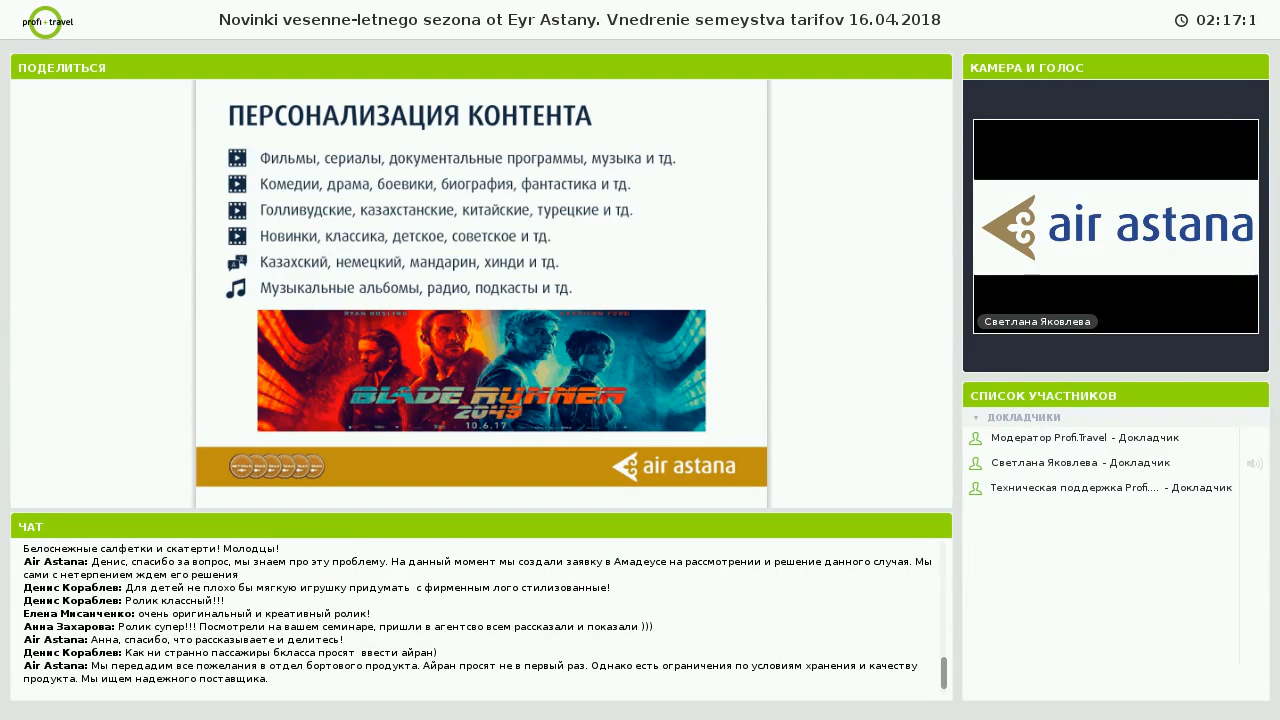 profi+travel
Novinki vesenne-letnego sezona ot Eyr Astany. Vnedrenie semeystva tarifov 16.04.2018
02:17:1
ПОДЕЛИТЬСЯ
ПЕРСОНАЛИЗАЦИЯ КОНТЕНТА
Фильмы, сериалы, документальные программы, музыка и тд.
Комедии, драма, боевики, биография, фантастика и тд.
Голливудские, казахстанские, китайские, турецкие и тд.
Новинки, классика, детское, советское и тд.
Казахский, немецкий, мандарин, хинди и тд.
Музыкальные альбомы, радио, подкасты и тд.
RYAN GOSLING
HARRISON FORD
BLADE RUNNER
2049
10.6.17
air astana
КАМЕРА И ГОЛОС
air astana
Светлана Яковлева
СПИСОК УЧАСТНИКОВ
ДОКЛАДЧИКИ
Модератор Profi.Travel - Докладчик
Светлана Яковлева - Докладчик
Техническая поддержка Profi.... - Докладчик
ЧАТ
Белоснежные салфетки и скатерти! Молодцы!
Air Astana: Денис, спасибо за вопрос, мы знаем про эту проблему. На данный момент мы создали заявку в Амадеусе на рассмотрении и решение данного случая. Мы
сами с нетерпением ждем его решения
Денис Кораблев: Для детей не плохо бы мягкую игрушку придумать с фирменным лого стилизованные!
Денис Кораблев: Ролик классный!!!
Елена Мисанченко: очень оригинальный и креативный ролик!
Анна Захарова: Ролик супер!!! Посмотрели на вашем семинаре, пришли в агентсво всем рассказали и показали )))
Air Astana: Анна, спасибо, что рассказываете и делитесь!
Денис Кораблев: Как ни странно пассажиры бкласса просят ввести айран)
Air Astana: Мы передадим все пожелания в отдел бортового продукта. Айран просят не в первый раз. Однако есть ограничения по условиям хранения и качеству
продукта. Мы ищем надежного поставщика.